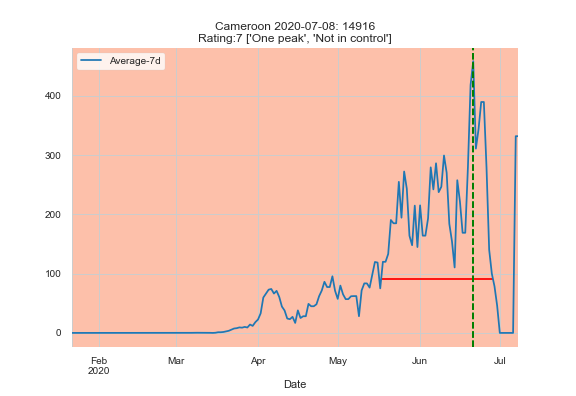 Cameroon 2020-07-08: 14916
Rating:7 ['One peak', 'Not in control']
Average-7d
400
300
200
100
0
Feb
2020
Mar
Apr
May
Jun
Jul
Date